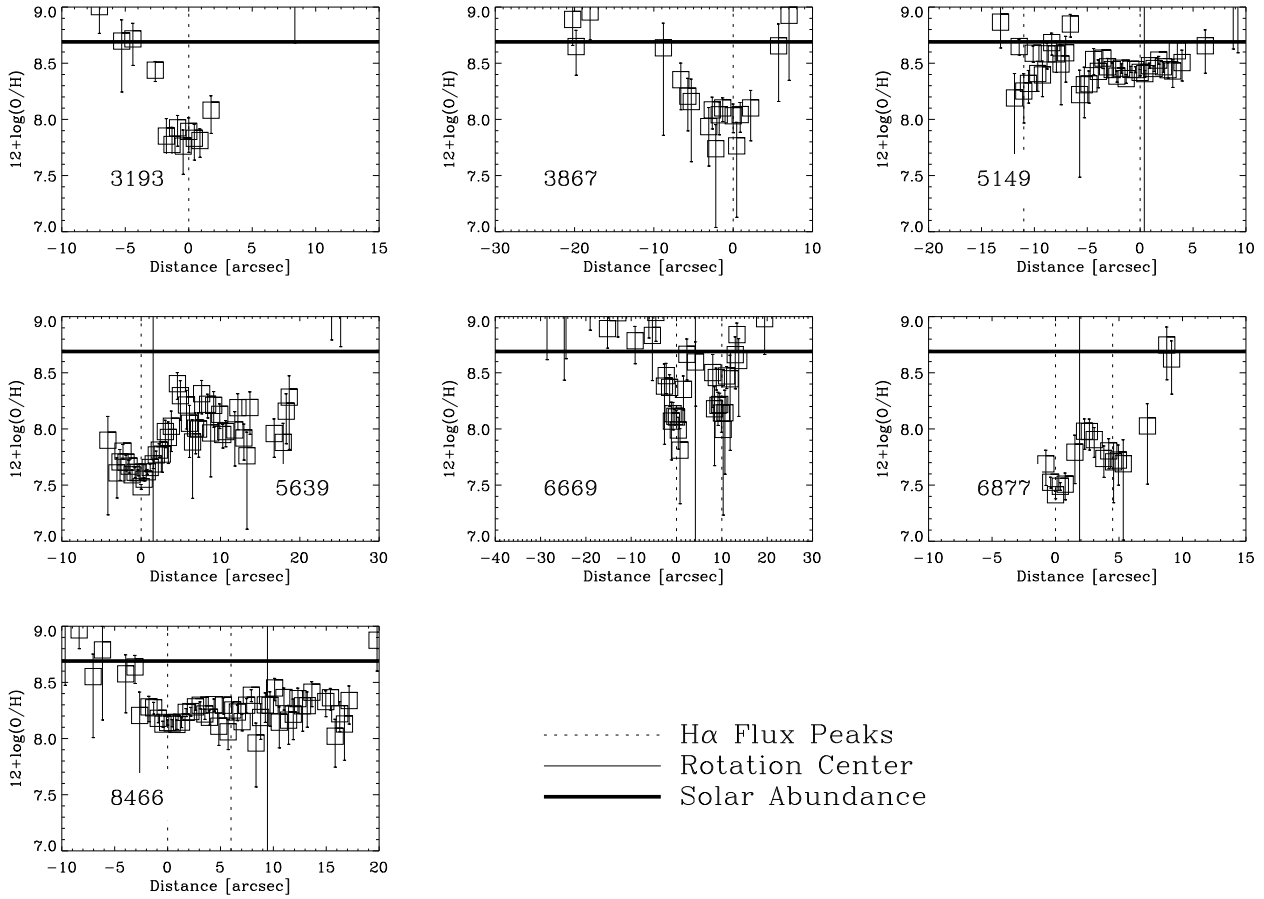 9.0
8.5
8.0
7.5
7.0
12+log(O/H)
3193
-10 -5 0 5 10 15
Distance [arcsec]
9.0
8.5
8.0
7.5
7.0
12+log(O/H)
3867
-30 -20 -10 0 10
Distance [arcsec]
9.0
8.5
8.0
7.5
7.0
12+log(O/H)
5149
-20 -15 -10 -5 0 5 10
Distance [arcsec]
9.0
8.5
8.0
7.5
7.0
12+log(O/H)
5639
-10 0 10 20 30
Distance [arcsec]
9.0
8.5
8.0
7.5
7.0
12+log(O/H)
6669
-40 -30 -20 -10 0 10 20 30
Distance [arcsec]
9.0
8.5
8.0
7.5
7.0
12+log(O/H)
6877
-10 -5 0 5 10 15
Distance [arcsec]
9.0
8.5
8.0
7.5
7.0
12+log(O/H)
8466
-10 -5 0 5 10 15 20
Distance [arcsec]
Hα Flux Peaks
Rotation Center
Solar Abundance